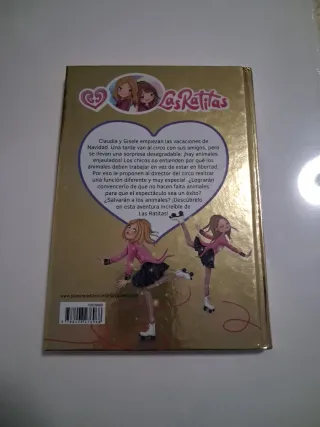 Las Ratitas
Claudia y Gisele empiezan las vacaciones de
Navidad. Una tarde van al circo con sus amigos, pero
se llevan una sorpresa desagradable: ¡hay animales
enjaulados! Los chicos no entienden por qué los
animales deben trabajar en vez de estar en libertad.
Por eso le proponen al director del circo realizar
una función diferente y muy especial. ¿Lograrán
convencerlo de que no hacen falta animales
para que el espectáculo sea un éxito?
¿Salvarán a los animales? ¡Descúbrelo
en esta aventura increíble de
Las Ratitas!